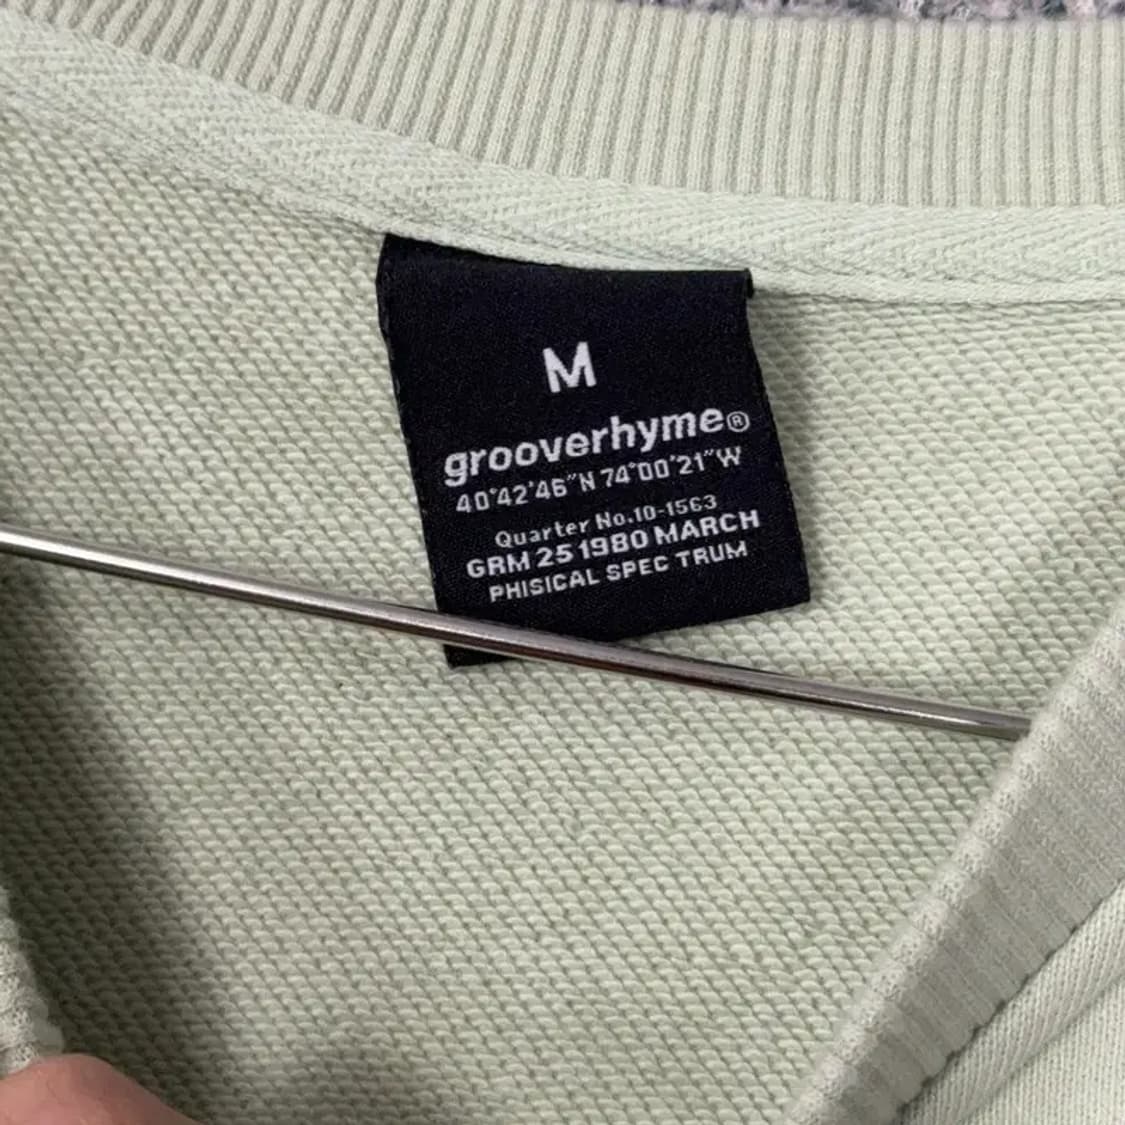 M
grooverhyme®
40°42'46"N 74°00'21"W
Quarter No.10-1563
GRM 25 1980 MARCH
PHISICAL SPEC TRUM